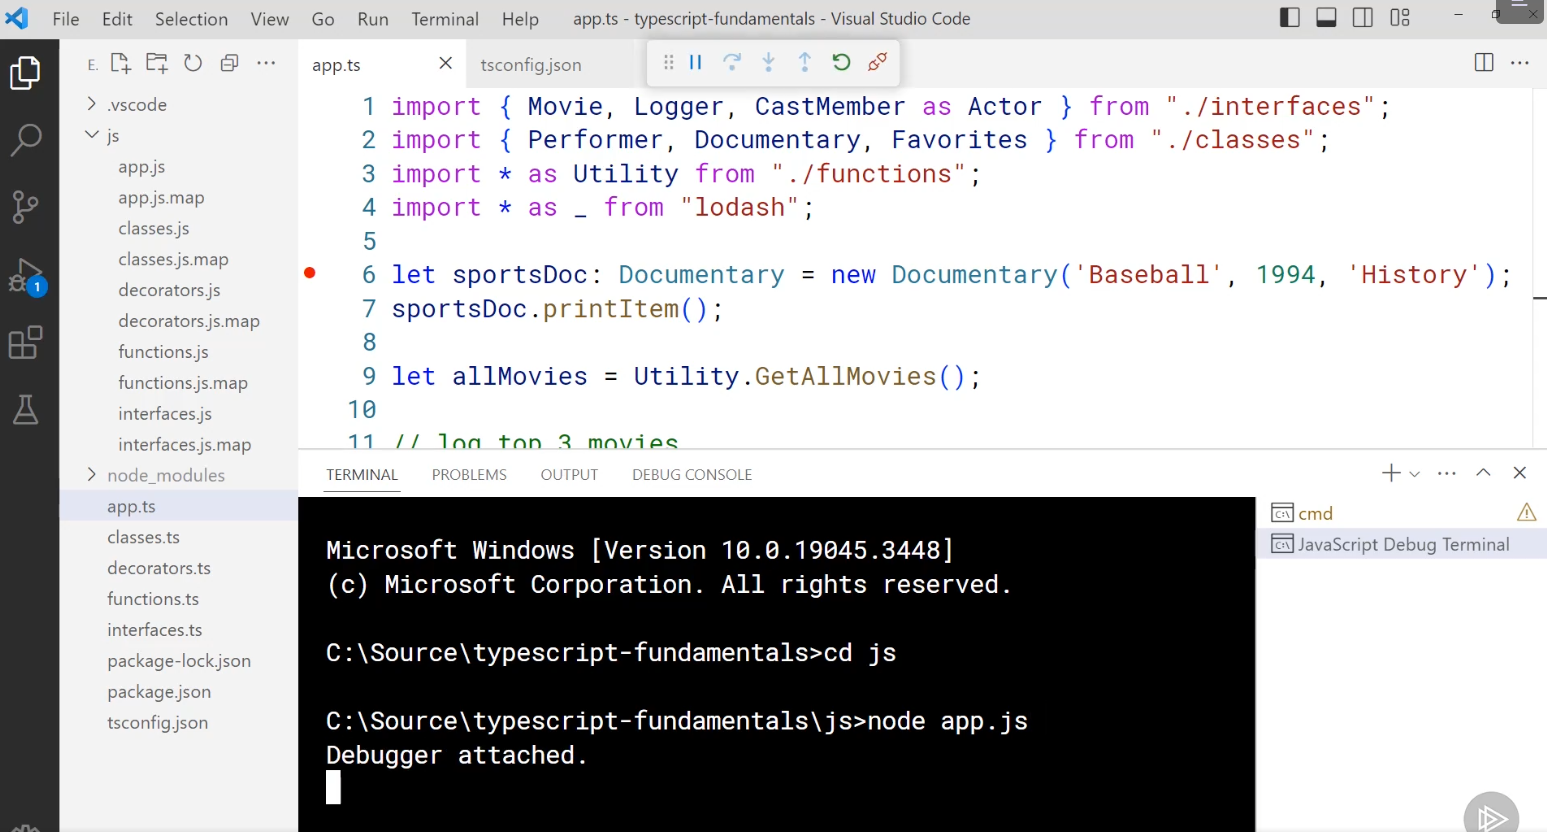 File Edit Selection View Go Run Terminal Help app.ts - typescript-fundamentals - Visual Studio Code
E.
app.ts
tsconfig.json
.vscode
js
app.js
app.js.map
classes.js
classes.js.map
decorators.js
decorators.js.map
functions.js
functions.js.map
interfaces.js
interfaces.js.map
node_modules
app.ts
classes.ts
decorators.ts
functions.ts
interfaces.ts
package-lock.json
package.json
tsconfig.json
1
1 import { Movie, Logger, CastMember as Actor } from "./interfaces";
2 import { Performer, Documentary, Favorites } from "./classes";
3 import * as Utility from "./functions";
4 import * as _ from "lodash";
5
6 let sportsDoc: Documentary = new Documentary('Baseball', 1994, 'History');
7 sportsDoc.printItem();
8
9 let allMovies = Utility.GetAllMovies();
10
11 // log top 3 movies
TERMINAL PROBLEMS OUTPUT DEBUG CONSOLE
Microsoft Windows [Version 10.0.19045.3448]
(c) Microsoft Corporation. All rights reserved.
C:\Source\typescript-fundamentals>cd js
C:\Source\typescript-fundamentals\js>node app.js
Debugger attached.
cmd
JavaScript Debug Terminal